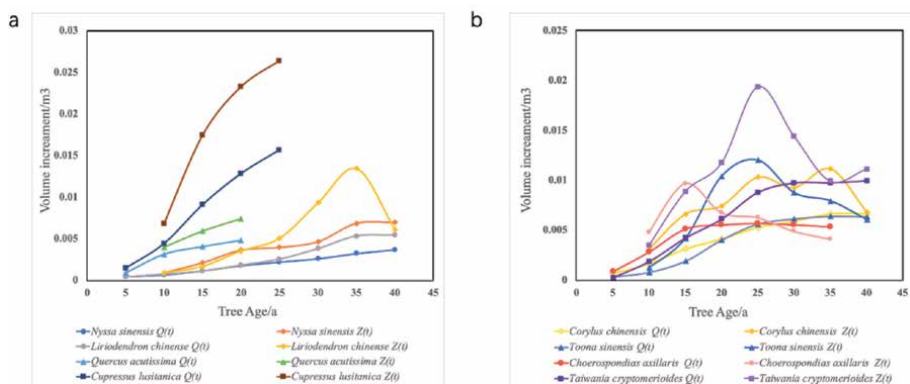 a
b
Volume increament/m3
0.03
0.025
0.02
0.015
0.01
0.005
0
0 5 10 15 20 25 30 35 40 45
Tree Age/a
Nyssa sinensis Q(t)
Nyssa sinensis Z(t)
Liriodendron chinense Q(t)
Liriodendron chinense Z(t)
Quercus acutissima Q(t)
Quercus acutissima Z(t)
Cupressus lusitanica Q(t)
Cupressus lusitanica Z(t)
Volume increament/m3
0.025
0.02
0.015
0.01
0.005
0
0 5 10 15 20 25 30 35 40 45
Tree Age/a
Corylus chinensis Q(t)
Corylus chinensis Z(t)
Toona sinensis Q(t)
Toona sinensis Z(t)
Choerospondias axillaris Q(t)
Choerospondias axillaris Z(t)
Taiwania cryptomerioides Q(t)
Taiwania cryptomerioides Z(t)